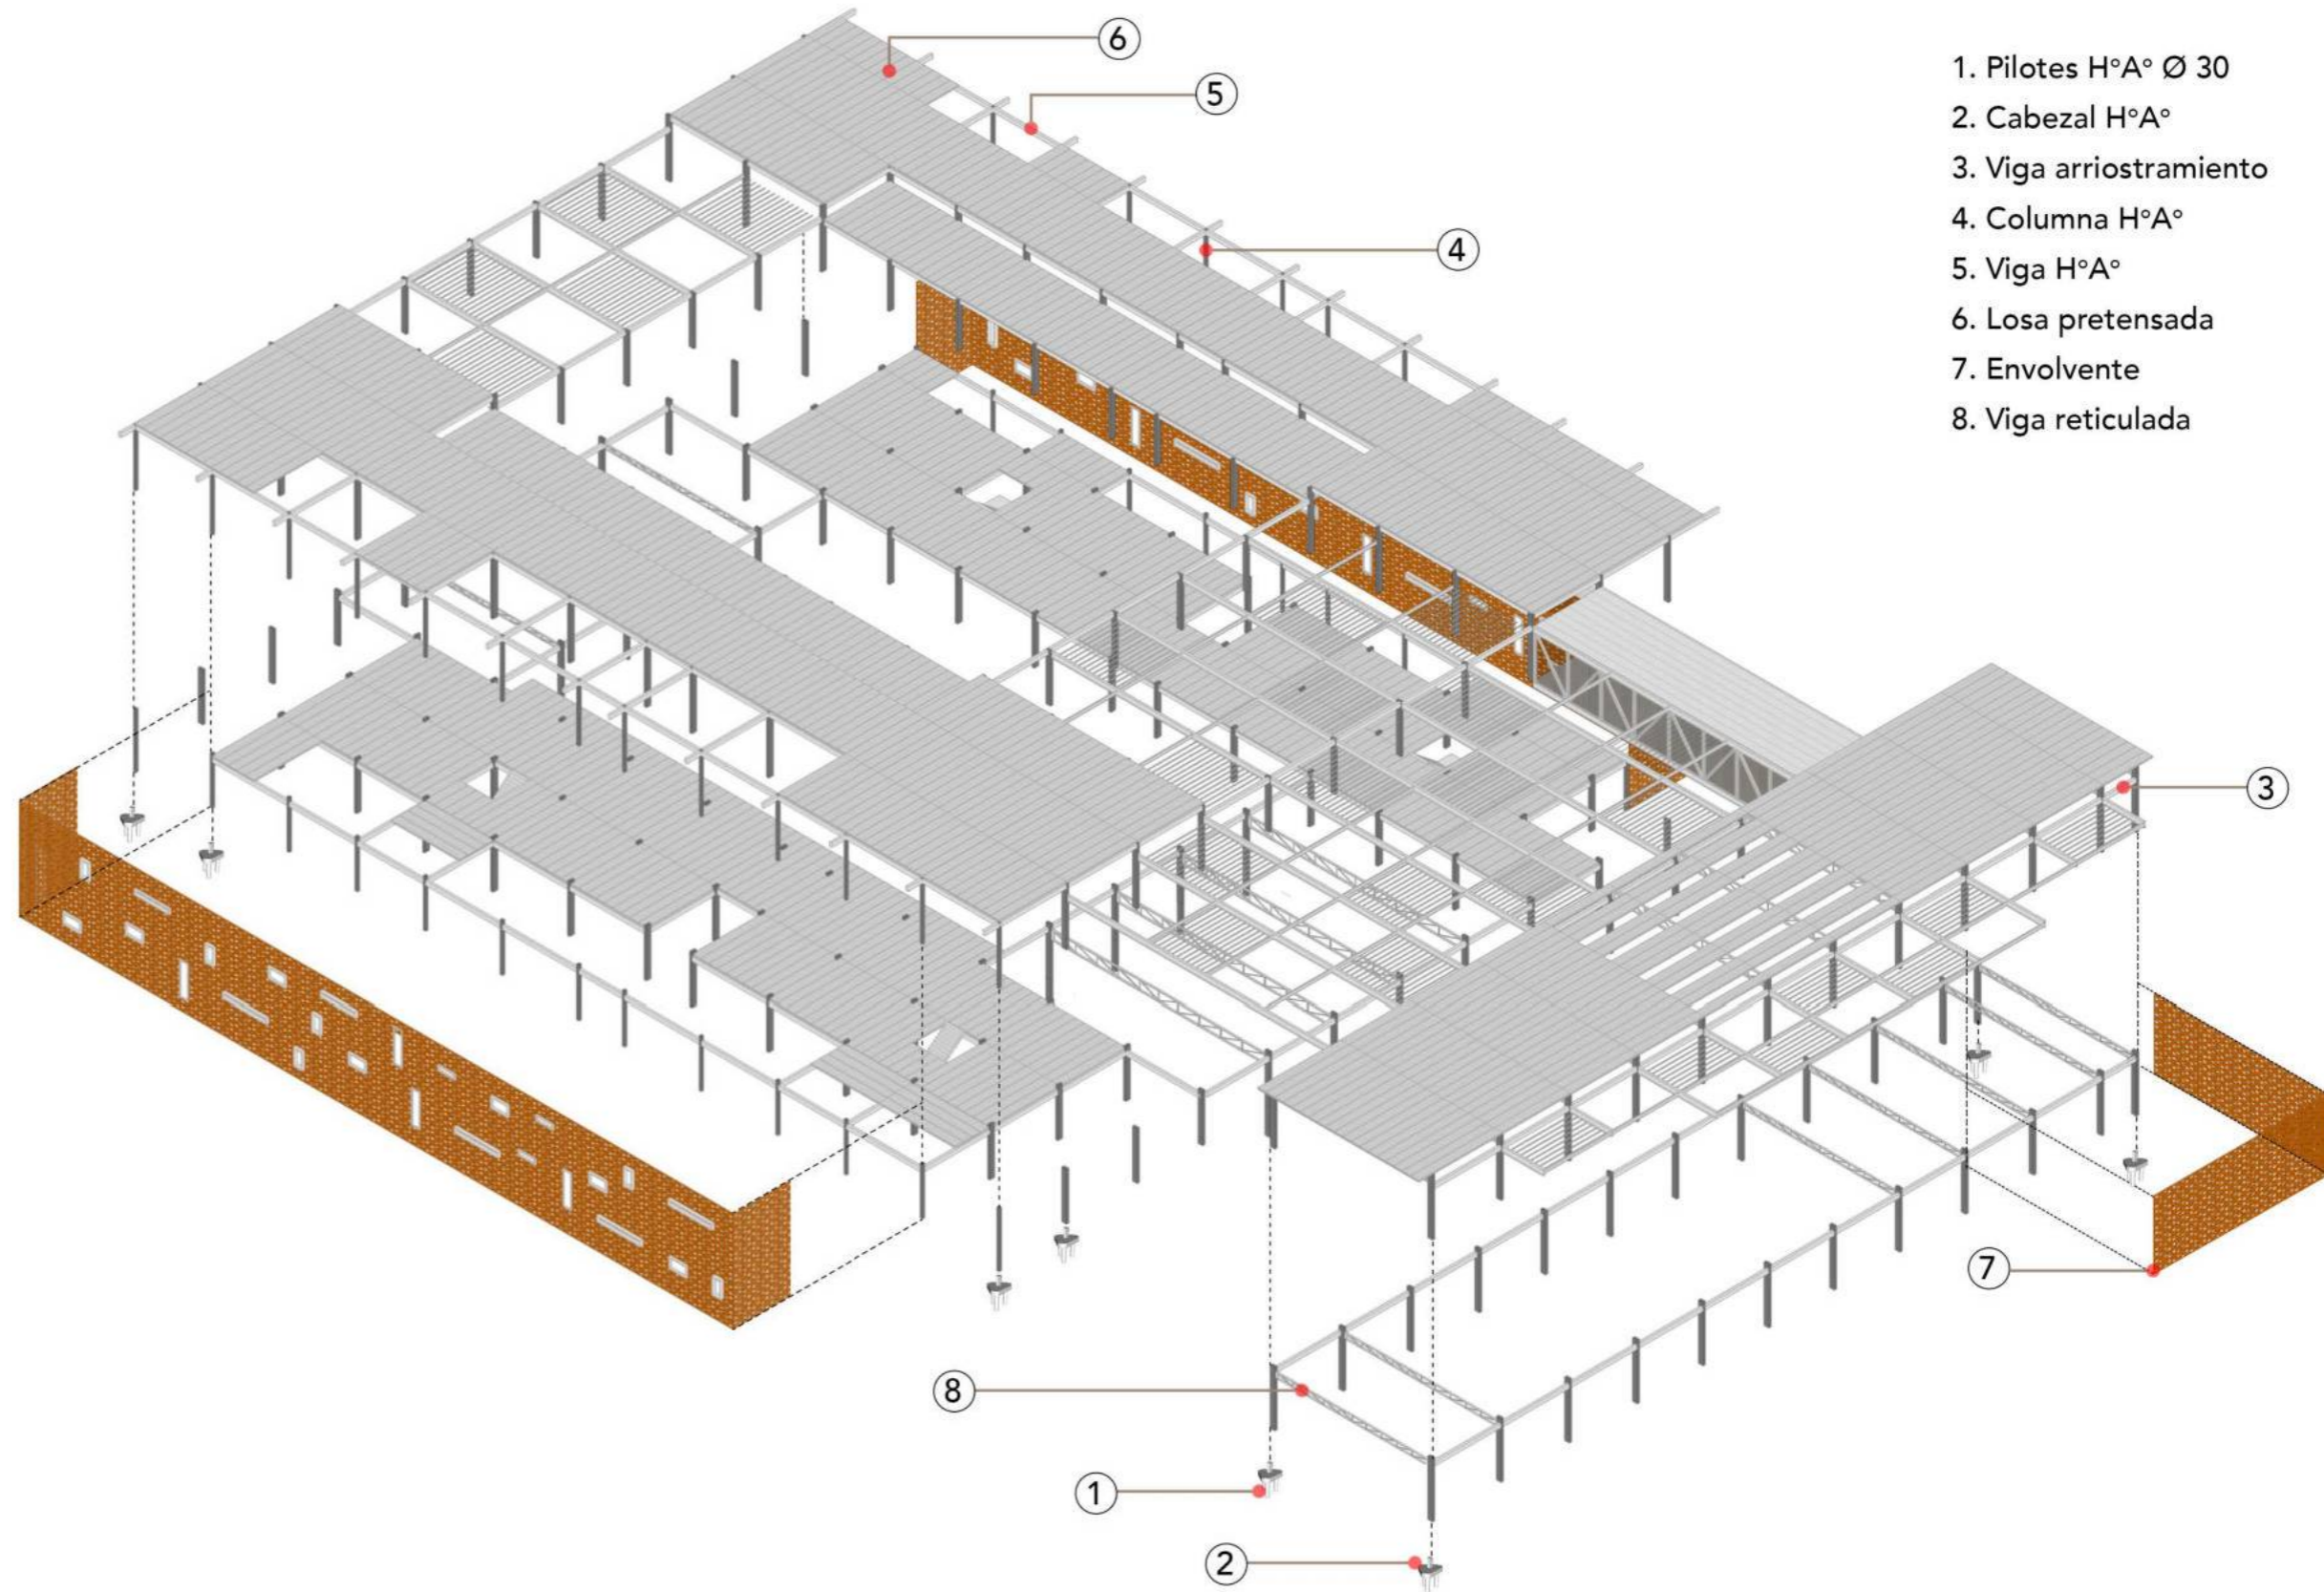 6
5
4
3
7
8
1
2
1. Pilotes H°A° Ø 30
2. Cabezal H°A°
3. Viga arriostramiento
4. Columna H°A°
5. Viga H°A°
6. Losa pretensada
7. Envolvente
8. Viga reticulada